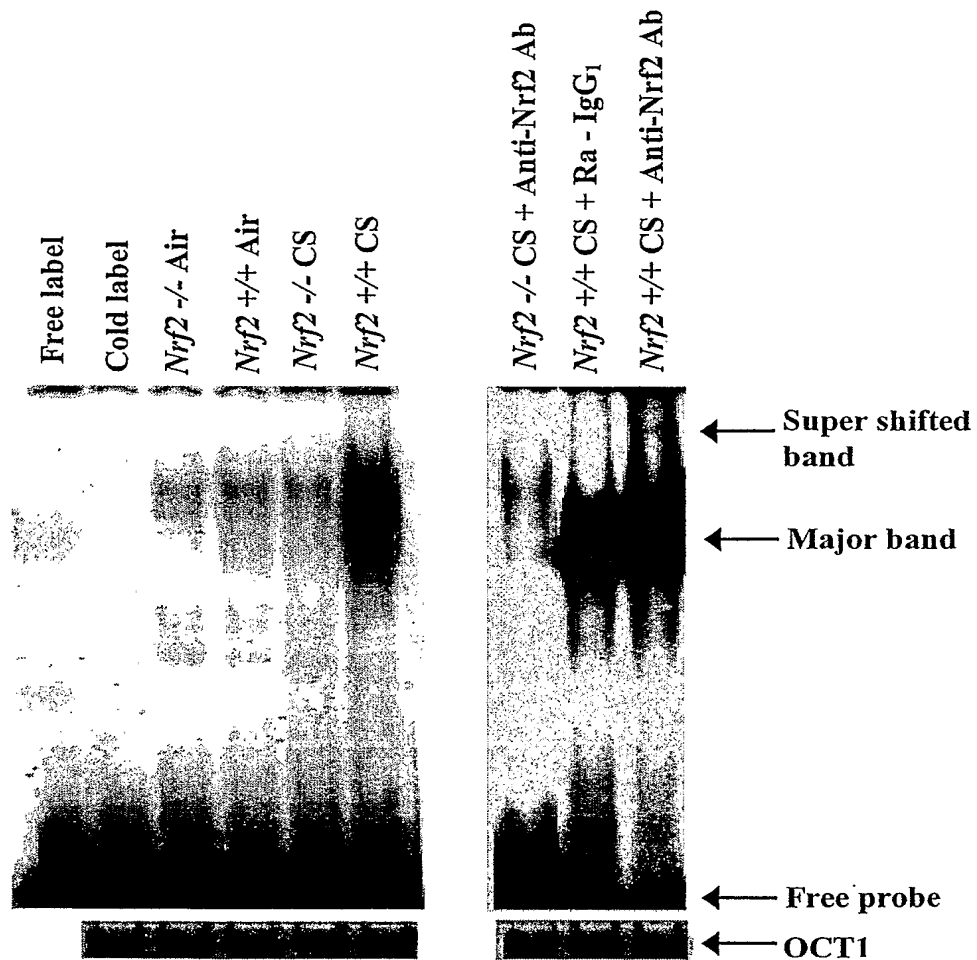 Free label
Cold label
Nrf2 -/- Air
Nrf2 +/+ Air
Nrf2 -/- CS
Nrf2 +/+ CS
Nrf2 -/- CS + Anti-Nrf2 Ab
Nrf2 +/+ CS + Ra - IgG₁
Nrf2 +/+ CS + Anti-Nrf2 Ab
Super shifted
band
Major band
Free probe
OCT1